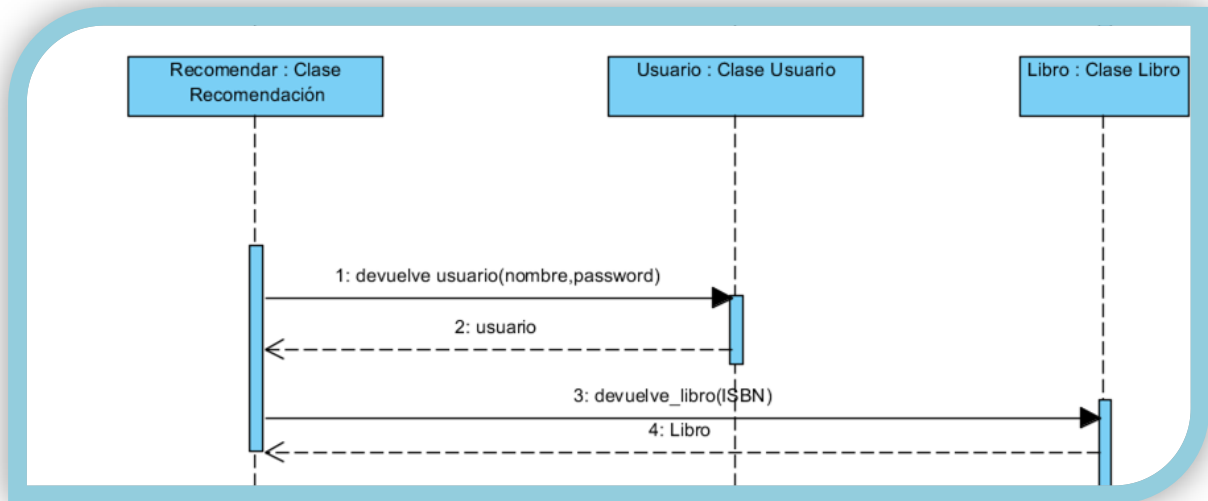 Recomendar : Clase
Recomendación
Usuario : Clase Usuario
Libro : Clase Libro
1: devuelve usuario(nombre,password)
2: usuario
3: devuelve_libro(ISBN)
4: Libro